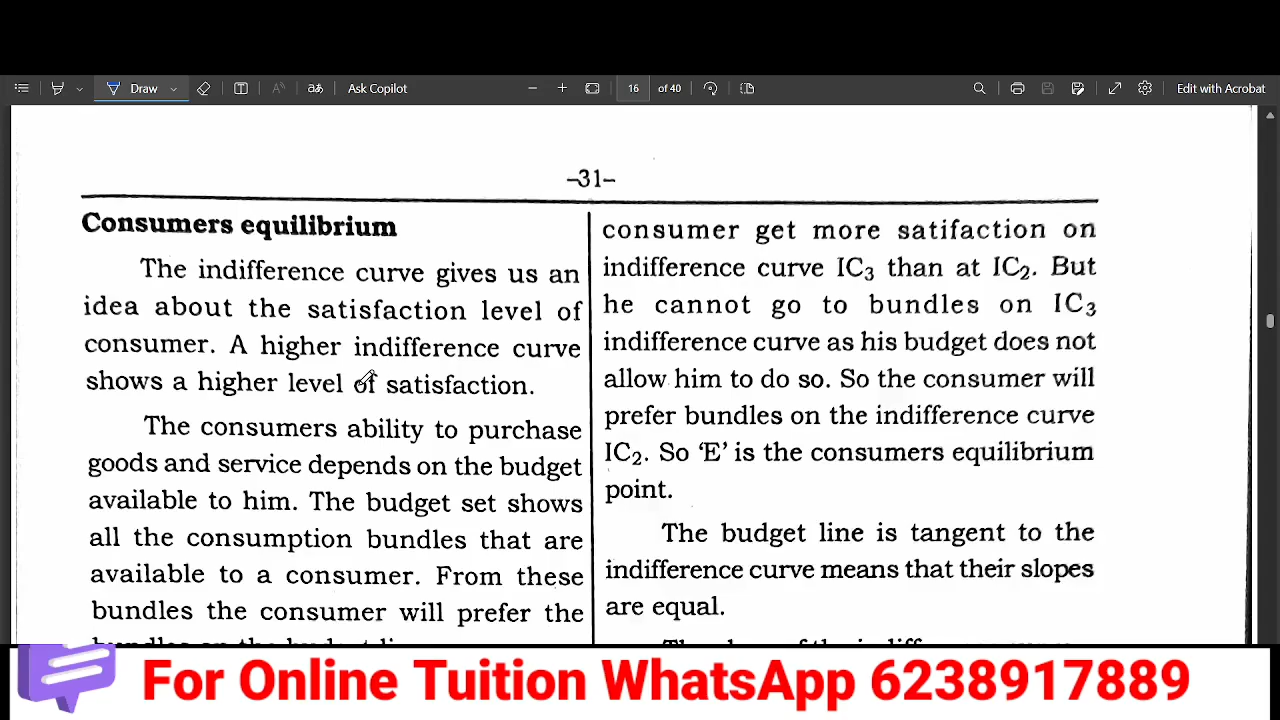 Draw
Ask Copilot
16 of 40
Edit with Acrobat
-31-
Consumers equilibrium
The indifference curve gives us an
idea about the satisfaction level of
consumer. A higher indifference curve
shows a higher level of satisfaction.
The consumers ability to purchase
goods and service depends on the budget
available to him. The budget set shows
all the consumption bundles that are
available to a consumer. From these
bundles the consumer will prefer the
consumer get more satifaction on
indifference curve IC₃ than at IC₂. But
he cannot go to bundles on IC₃
indifference curve as his budget does not
allow him to do so. So the consumer will
prefer bundles on the indifference curve
IC₂. So ‘E’ is the consumers equilibrium
point.
The budget line is tangent to the
indifference curve means that their slopes
are equal.
For Online Tuition WhatsApp 6238917889